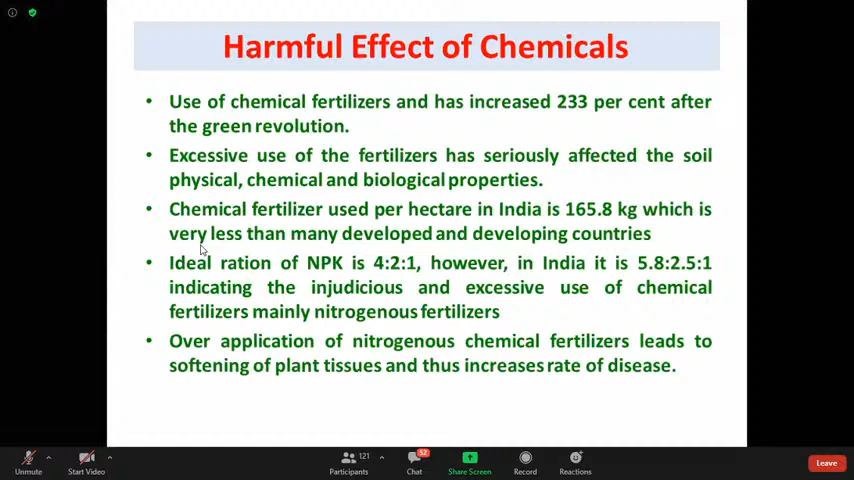 Harmful Effect of Chemicals
• Use of chemical fertilizers and has increased 233 per cent after
the green revolution.
• Excessive use of the fertilizers has seriously affected the soil
physical, chemical and biological properties.
• Chemical fertilizer used per hectare in India is 165.8 kg which is
very less than many developed and developing countries
• Ideal ration of NPK is 4:2:1, however, in India it is 5.8:2.5:1
indicating the injudicious and excessive use of chemical
fertilizers mainly nitrogenous fertilizers
• Over application of nitrogenous chemical fertilizers leads to
softening of plant tissues and thus increases rate of disease.
121
52
Unmute
Start Video
Participants
Chat
Share Screen
Record
Reactions
Leave